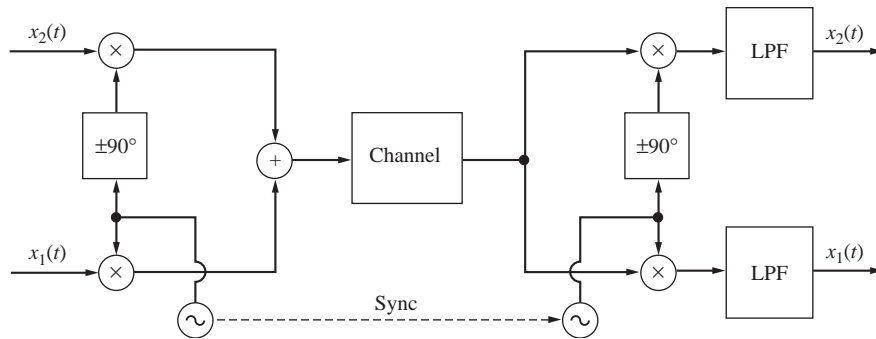 x₂(t)
×
±90°
x₁(t)
×
+
Channel
Sync
×
±90°
×
LPF
x₂(t)
LPF
x₁(t)